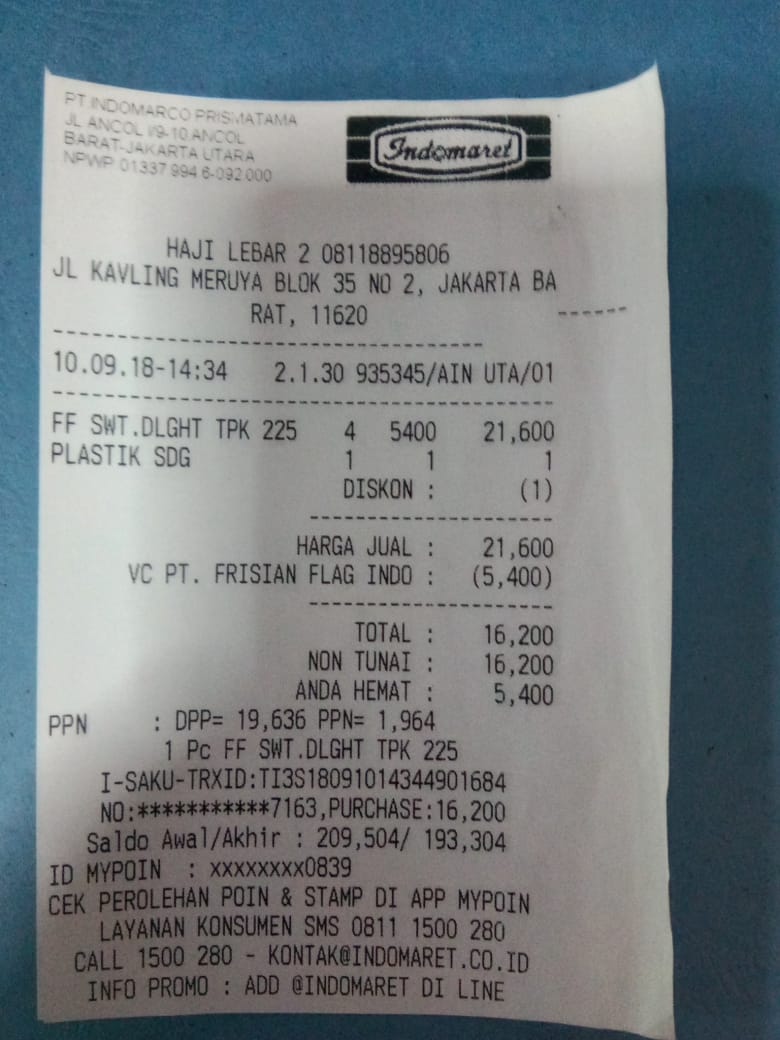 PT INDOMARCO PRISMATAMA
JL ANCOL I/9-10 ANCOL
BARAT-JAKARTA UTARA
NPWP 01337 994 6-092 000
Indomaret
HAJI LEBAR 2 08118895806
JL KAVLING MERUYA BLOK 35 NO 2, JAKARTA BA
RAT, 11620
10.09.18-14:34 2.1.30 935345/AIN UTA/01
FF SWT.DLGHT TPK 225 4 5400 21,600
PLASTIK SDG 1 1 1
DISKON : (1)
HARGA JUAL : 21,600
VC PT. FRISIAN FLAG INDO : (5,400)
TOTAL : 16,200
NON TUNAI : 16,200
ANDA HEMAT : 5,400
PPN : DPP= 19,636 PPN= 1,964
1 Pc FF SWT.DLGHT TPK 225
I-SAKU-TRXID:TI3S18091014344901684
NO:***********7163,PURCHASE:16,200
Saldo Awal/Akhir : 209,504/ 193,304
ID MYPOIN : xxxxxxxx0839
CEK PEROLEHAN POIN & STAMP DI APP MYPOIN
LAYANAN KONSUMEN SMS 0811 1500 280
CALL 1500 280 - KONTAK@INDOMARET.CO.ID
INFO PROMO : ADD @INDOMARET DI LINE